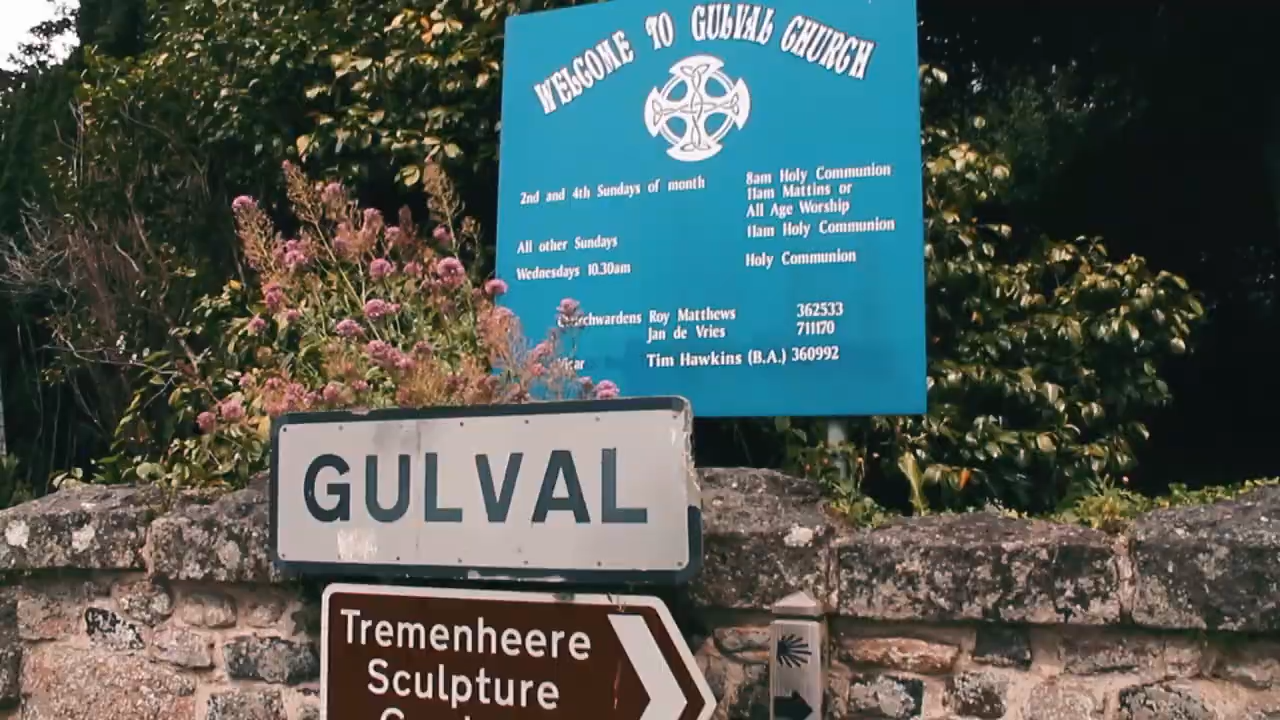 WELCOME TO GULVAL CHURCH
2nd and 4th Sundays of month
8am Holy Communion
11am Mattins or
All Age Worship
11am Holy Communion
All other Sundays
Wednesdays 10.30am
Holy Communion
Roy Matthews 362533
Jan de Vries 711170
Tim Hawkins (B.A.) 360992
GULVAL
Tremenheere
Sculpture